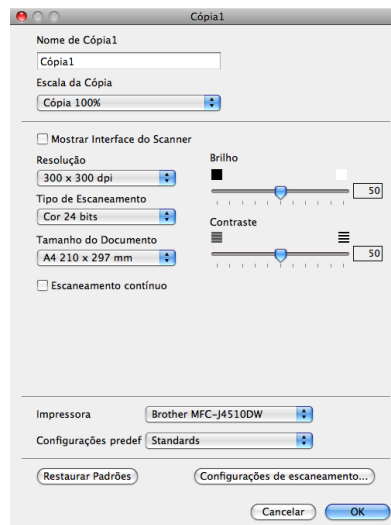 Cópia1
Nome de Cópia1
Cópia1
Escala da Cópia
Cópia 100%
Mostrar Interface do Scanner
Resolução
300 x 300 dpi
Tipo de Escaneamento
Cor 24 bits
Tamanho do Documento
A4 210 x 297 mm
Escaneamento contínuo
Brilho
50
Contraste
50
Impressora Brother MFC-J4510DW
Configurações predef Standards
Restaurar Padrões Configurações de escaneamento...
Cancelar OK